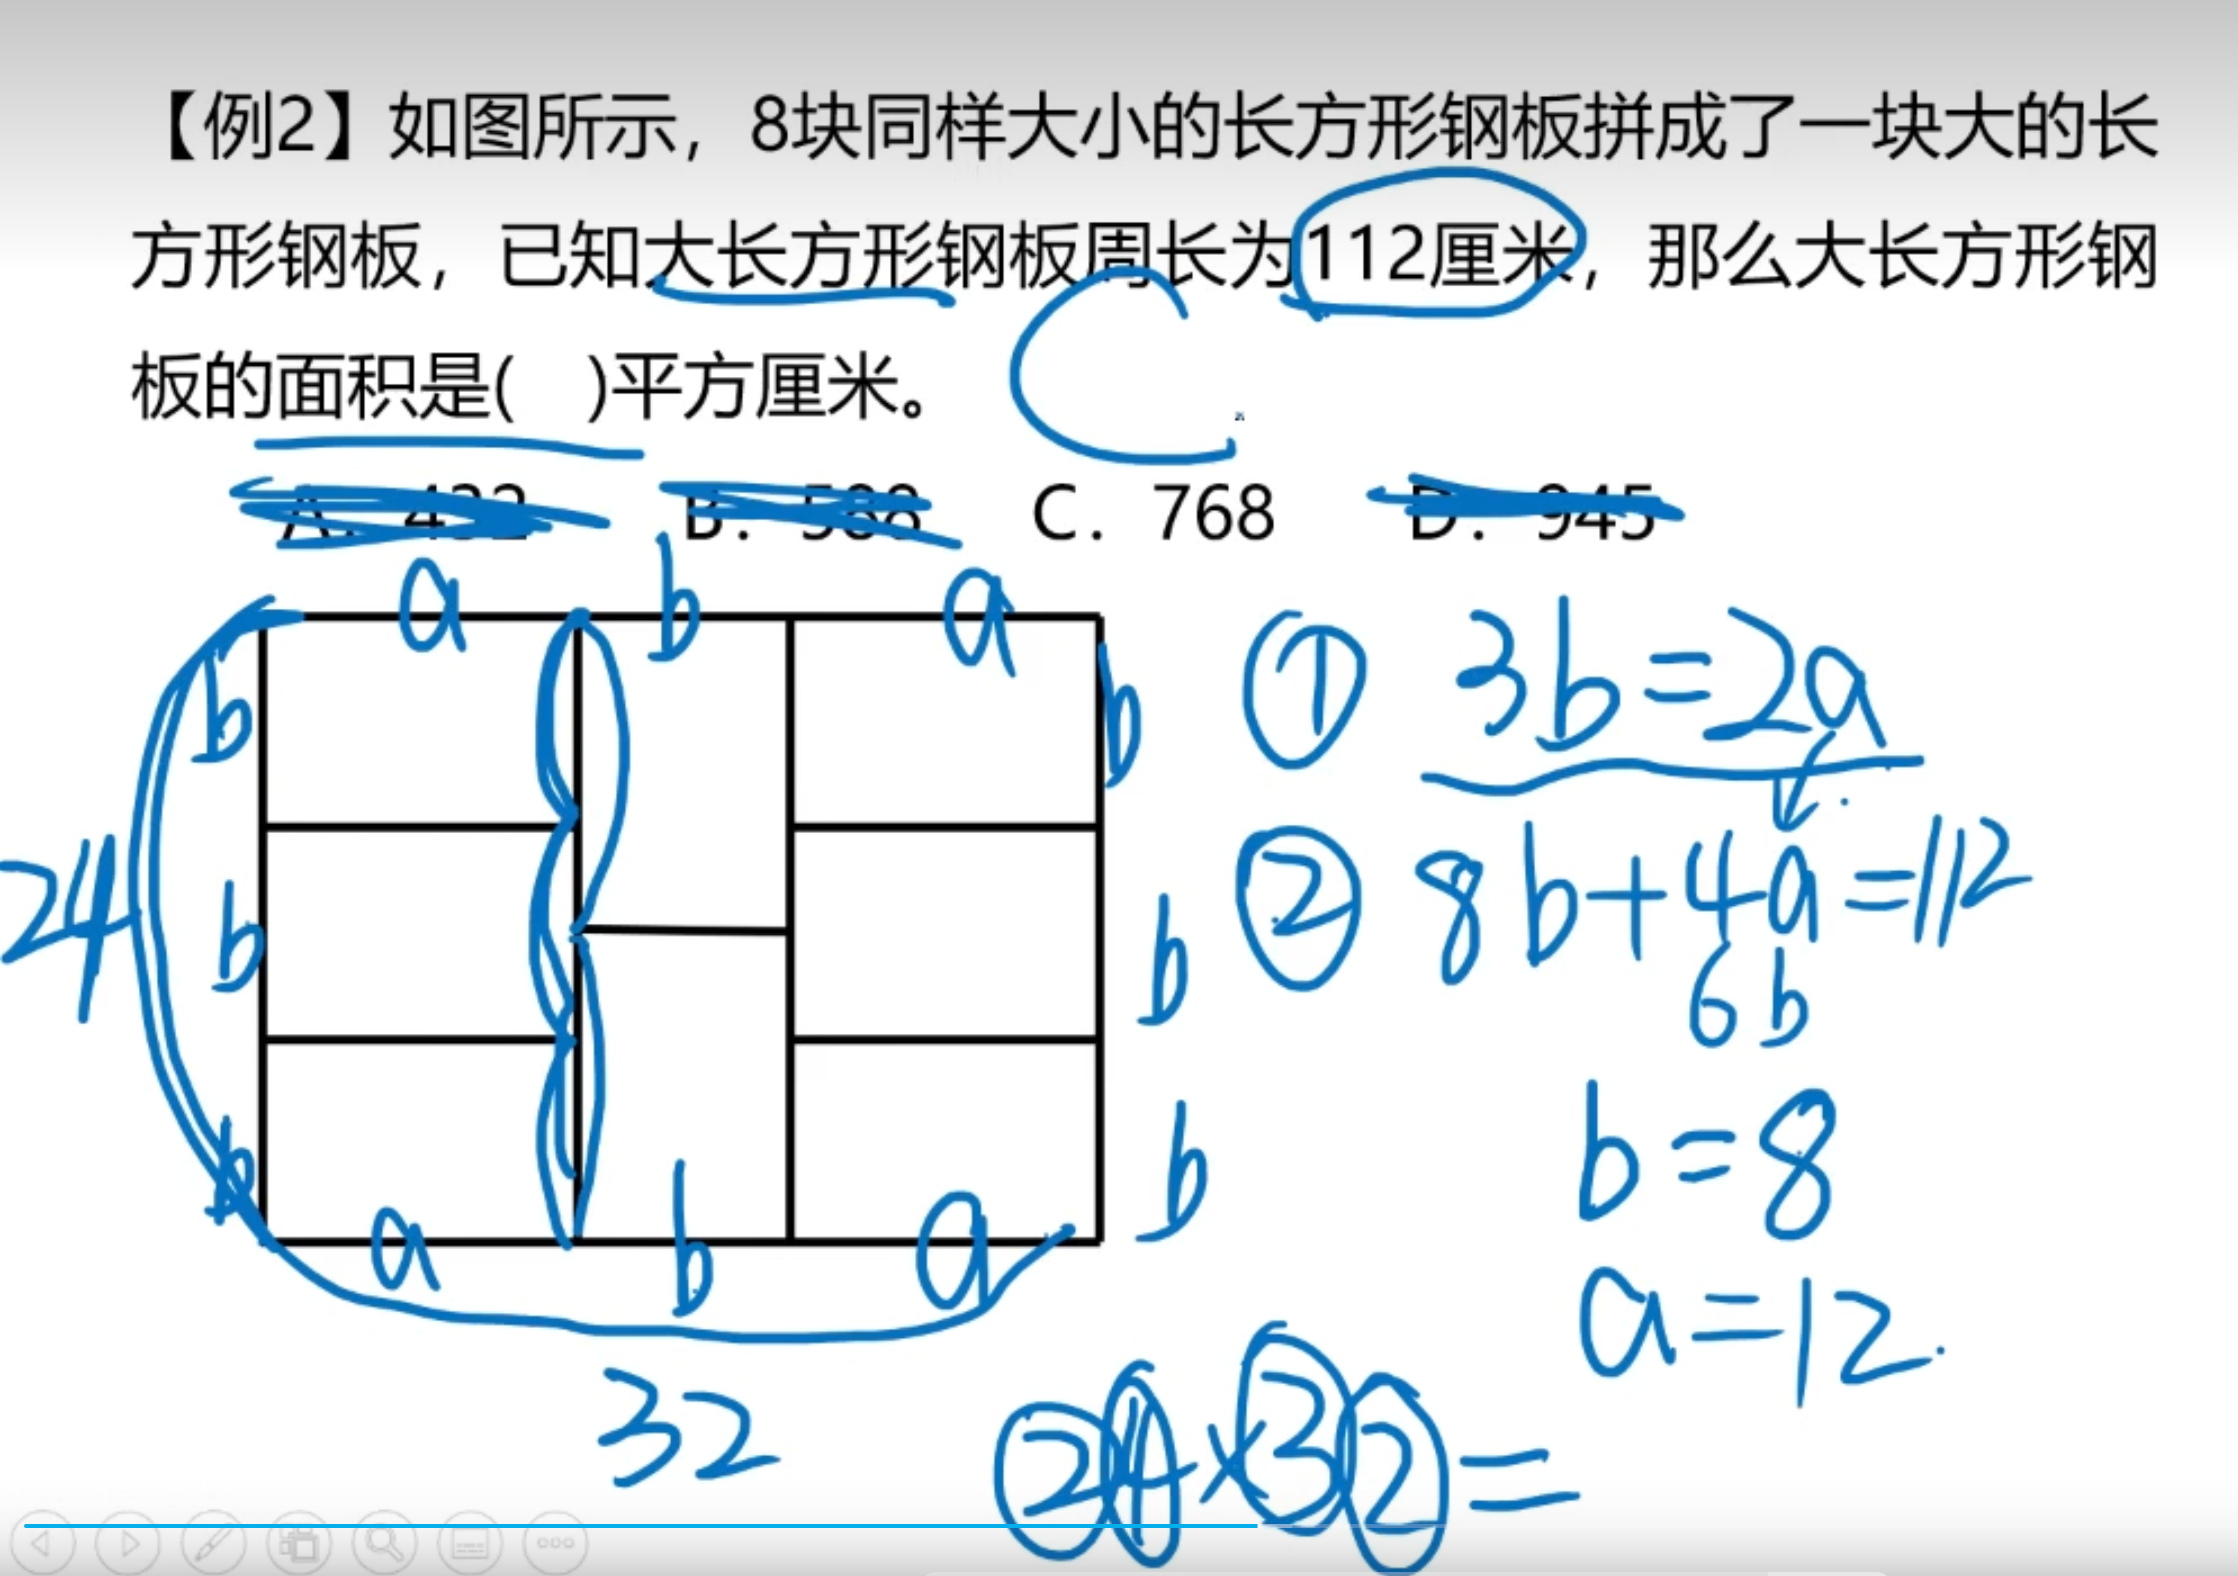 【例2】如图所示，8块同样大小的长方形钢板拼成了一块大的长
方形钢板，已知大长方形钢板周长为112厘米，那么大长方形钢
板的面积是(   )平方厘米。
C
A. 432 B. 588 C. 768 D. 945
a b a
b b
① 3b=2a
24 b b
② 8b+4a=112
6b
b b
a b a
b=8
a=12
32
24×32=